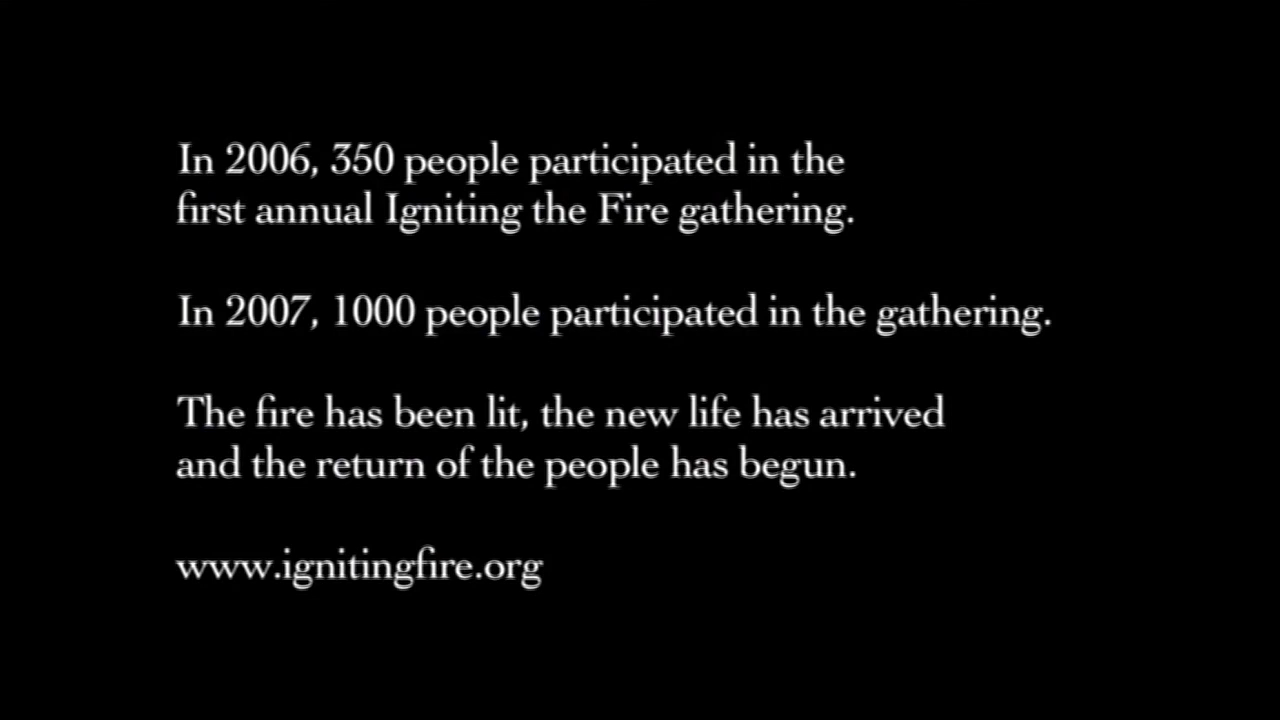 In 2006, 350 people participated in the
first annual Igniting the Fire gathering.
In 2007, 1000 people participated in the gathering.
The fire has been lit, the new life has arrived
and the return of the people has begun.
www.ignitingfire.org